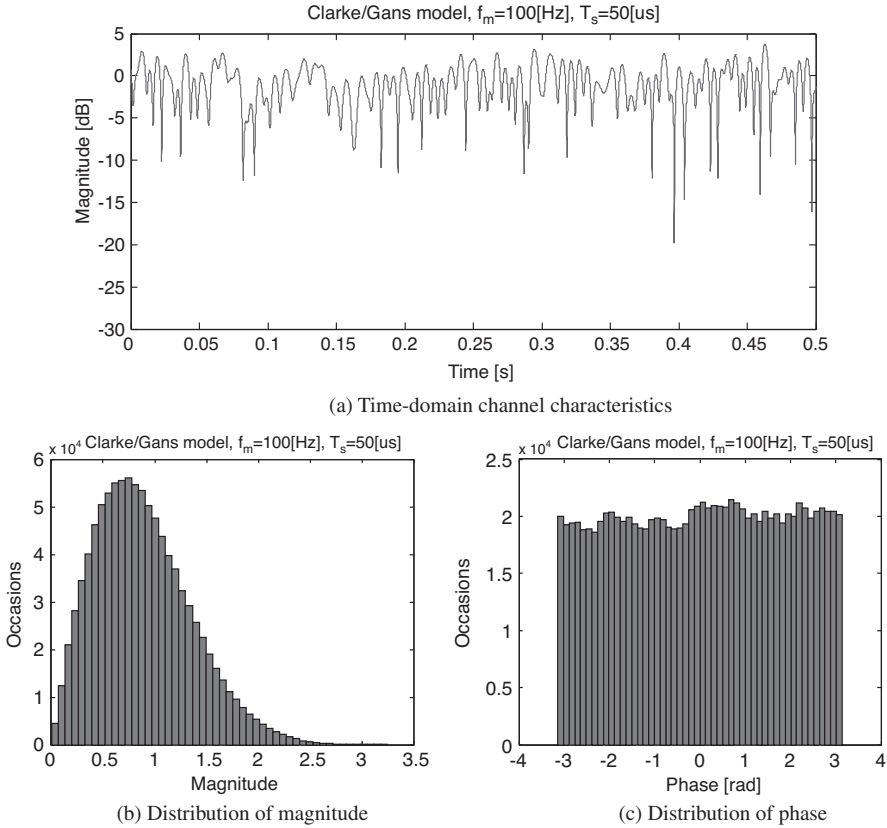 Clarke/Gans model, f_m=100[Hz], T_s=50[us]
5
0
-5
-10
-15
-20
-25
-30
Magnitude [dB]
0 0.05 0.1 0.15 0.2 0.25 0.3 0.35 0.4 0.45 0.5
Time [s]
(a) Time-domain channel characteristics
x 10^4 Clarke/Gans model, f_m=100[Hz], T_s=50[us]
6
5
4
3
2
1
0
Occasions
0 0.5 1 1.5 2 2.5 3 3.5
Magnitude
(b) Distribution of magnitude
x 10^4 Clarke/Gans model, f_m=100[Hz], T_s=50[us]
2.5
2
1.5
1
0.5
0
Occasions
-4 -3 -2 -1 0 1 2 3 4
Phase [rad]
(c) Distribution of phase